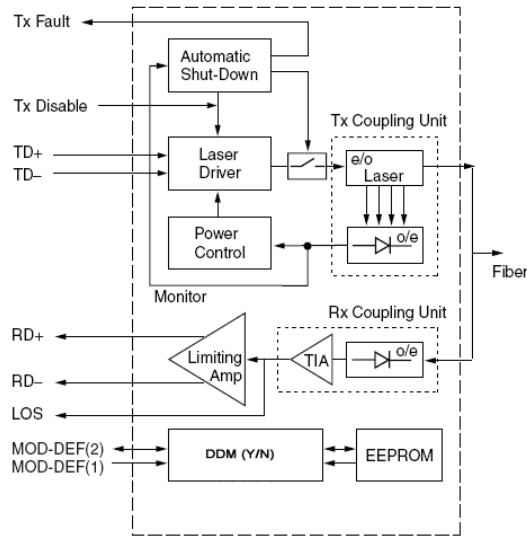 Tx Fault
Automatic
Shut-Down
Tx Disable
Tx Coupling Unit
TD+
TD–
Laser
Driver
e/o
Laser
Power
Control
o/e
Fiber
Monitor
Rx Coupling Unit
RD+
RD–
LOS
Limiting
Amp
TIA
o/e
MOD-DEF(2)
MOD-DEF(1)
DDM (Y/N)
EEPROM